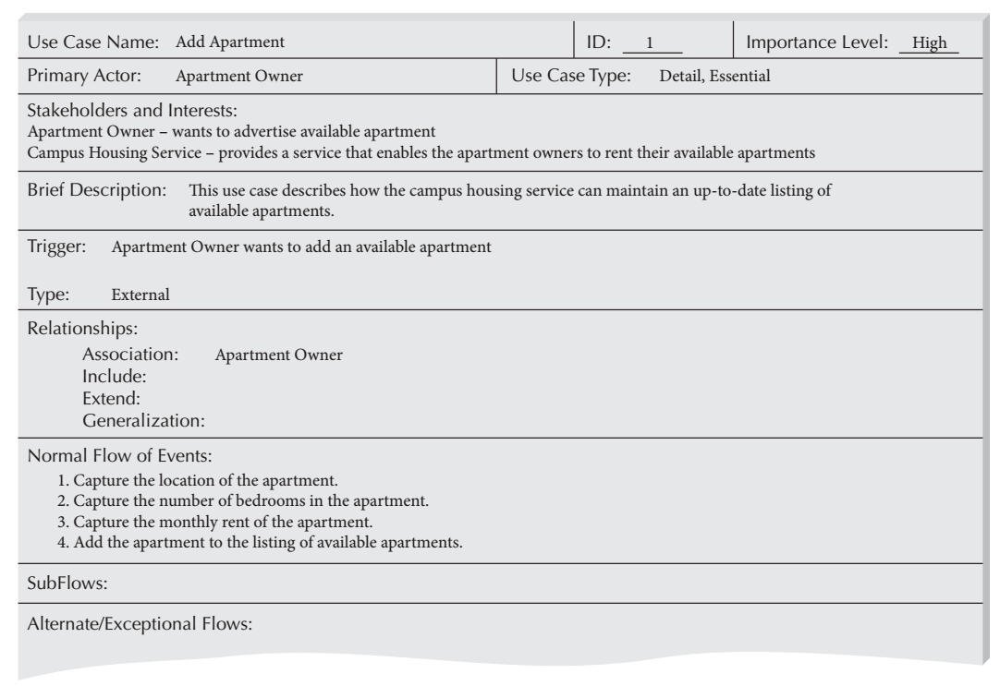 Use Case Name: Add Apartment ID: 1 Importance Level: High
Primary Actor: Apartment Owner Use Case Type: Detail, Essential
Stakeholders and Interests:
Apartment Owner – wants to advertise available apartment
Campus Housing Service – provides a service that enables the apartment owners to rent their available apartments
Brief Description: This use case describes how the campus housing service can maintain an up-to-date listing of
available apartments.
Trigger: Apartment Owner wants to add an available apartment
Type: External
Relationships:
Association: Apartment Owner
Include:
Extend:
Generalization:
Normal Flow of Events:
1. Capture the location of the apartment.
2. Capture the number of bedrooms in the apartment.
3. Capture the monthly rent of the apartment.
4. Add the apartment to the listing of available apartments.
SubFlows:
Alternate/Exceptional Flows: